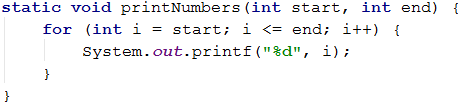 static void printNumbers(int start, int end) {
    for (int i = start; i <= end; i++) {
        System.out.printf("%d", i);
    }
}